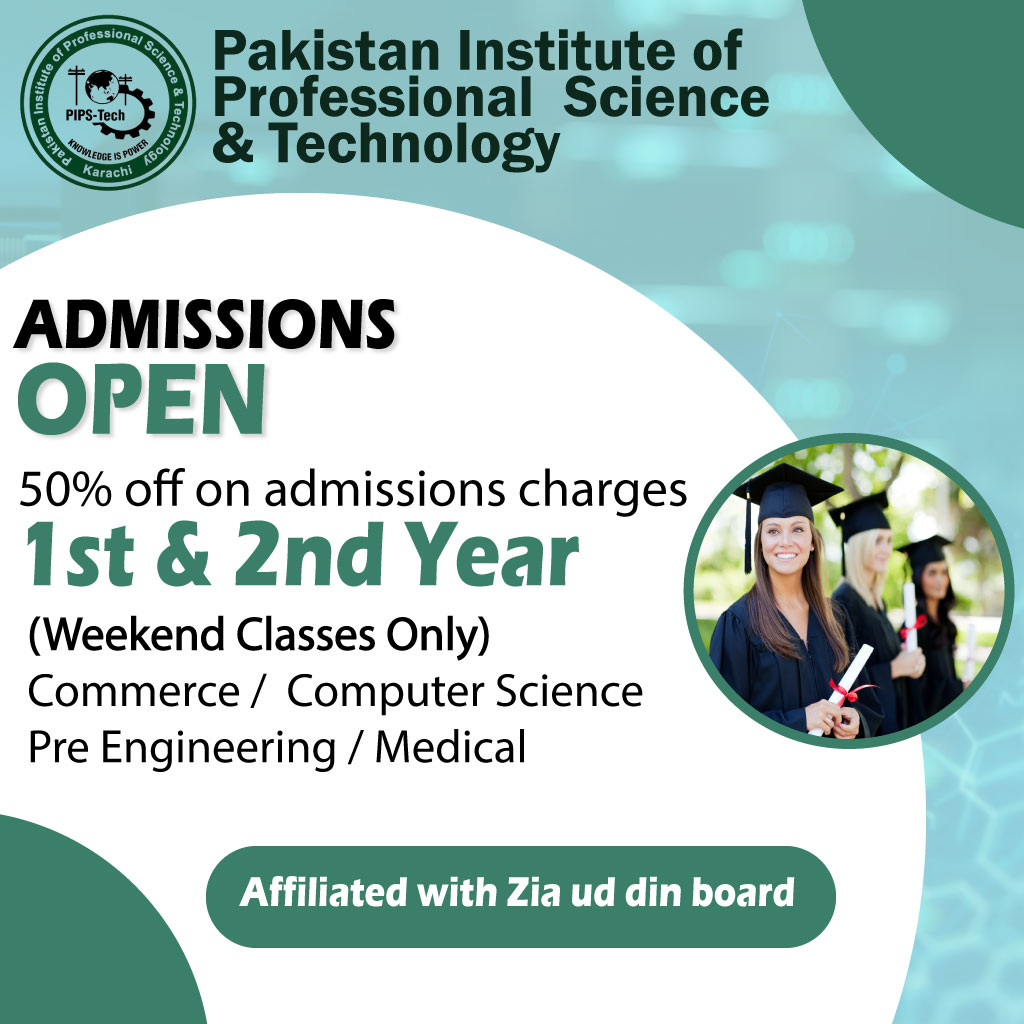 Pakistan Institute of Professional Science & Technology
PIPS-Tech
KNOWLEDGE IS POWER
Karachi
Pakistan Institute of
Professional Science
& Technology
ADMISSIONS
OPEN
50% off on admissions charges
1st & 2nd Year
(Weekend Classes Only)
Commerce / Computer Science
Pre Engineering / Medical
Affiliated with Zia ud din board